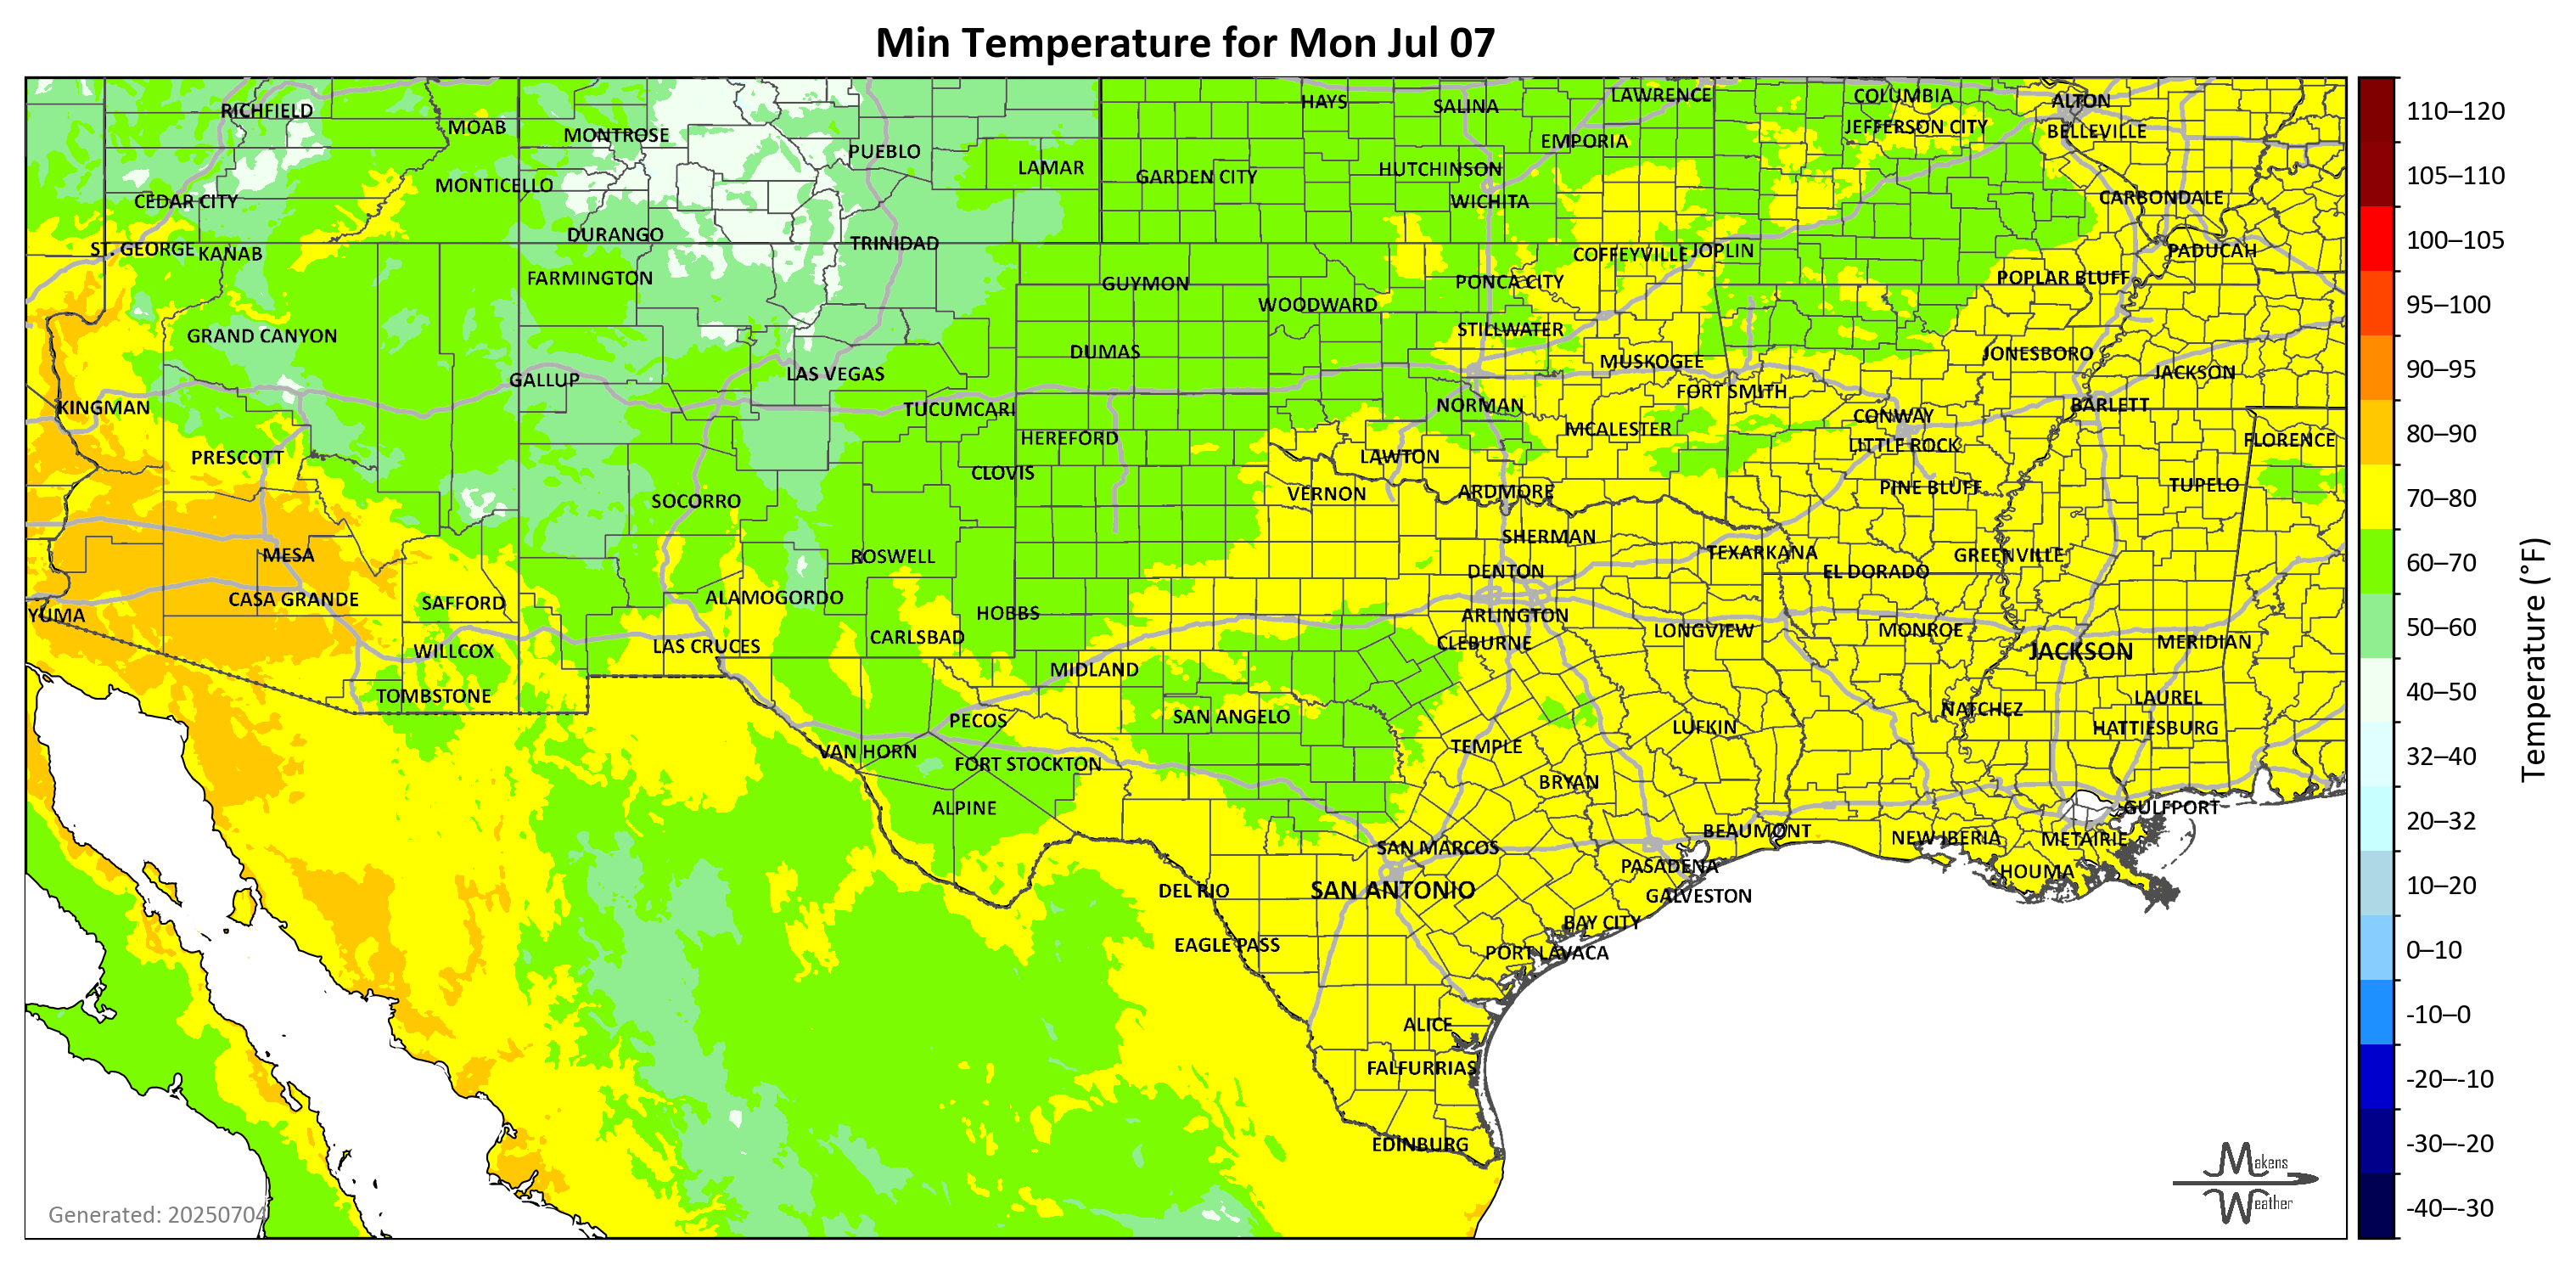 Min Temperature for Mon Jul 07
RICHFIELD
MOAB
MONTROSE
PUEBLO
LAMAR
HAYS
SALINA
LAWRENCE
COLUMBIA
ALTON
JEFFERSON CITY
BELLEVILLE
EMPORIA
HUTCHINSON
GARDEN CITY
MONTICELLO
CEDAR CITY
WICHITA
CARBONDALE
DURANGO
TRINIDAD
ST. GEORGE
KANAB
COFFEYVILLE
JOPLIN
PADUCAH
FARMINGTON
GUYMON
PONCA CITY
POPLAR BLUFF
WOODWARD
GRAND CANYON
STILLWATER
DUMAS
JONESBORO
MUSKOGEE
GALLUP
LAS VEGAS
JACKSON
FORT SMITH
KINGMAN
TUCUMCARI
NORMAN
BARLETT
CONWAY
MCALESTER
HEREFORD
LITTLE ROCK
FLORENCE
PRESCOTT
LAWTON
CLOVIS
SOCORRO
VERNON
ARDMORE
PINE BLUFF
TUPELO
SHERMAN
MESA
ROSWELL
TEXARKANA
GREENVILLE
DENTON
EL DORADO
CASA GRANDE
SAFFORD
ALAMOGORDO
HOBBS
YUMA
ARLINGTON
CARLSBAD
CLEBURNE
LONGVIEW
MONROE
MERIDIAN
WILLCOX
LAS CRUCES
JACKSON
MIDLAND
TOMBSTONE
LAUREL
NATCHEZ
PECOS
SAN ANGELO
LUFKIN
HATTIESBURG
VAN HORN
TEMPLE
FORT STOCKTON
BRYAN
ALPINE
GULFPORT
BEAUMONT
NEW IBERIA
METAIRIE
SAN MARCOS
PASADENA
HOUMA
DEL RIO
SAN ANTONIO
GALVESTON
BAY CITY
EAGLE PASS
PORT LAVACA
ALICE
FALFURRIAS
EDINBURG
Generated: 20250704
Makens
Weather
110–120
105–110
100–105
95–100
90–95
80–90
70–80
60–70
50–60
40–50
32–40
20–32
10–20
0–10
-10–0
-20–-10
-30–-20
-40–-30
Temperature (°F)